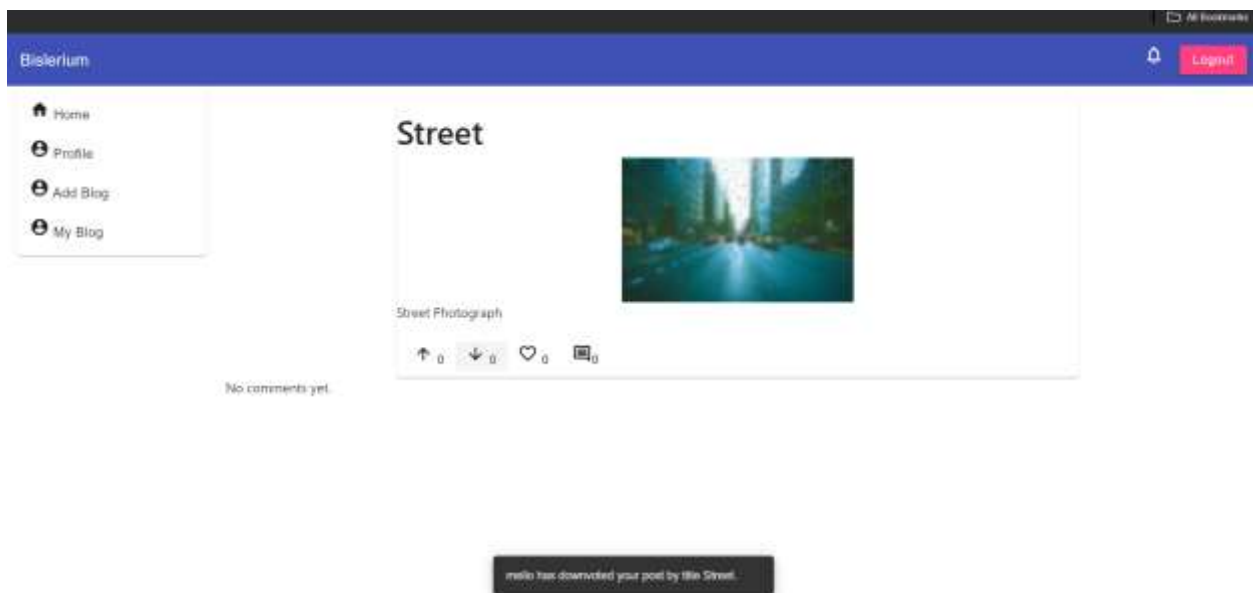 All Bookmarks
Bislerium
Logout
Home
Profile
Add Blog
My Blog
Street
Street Photograph
0 0 0 0
No comments yet.
mello has downvoted your post by title Street.